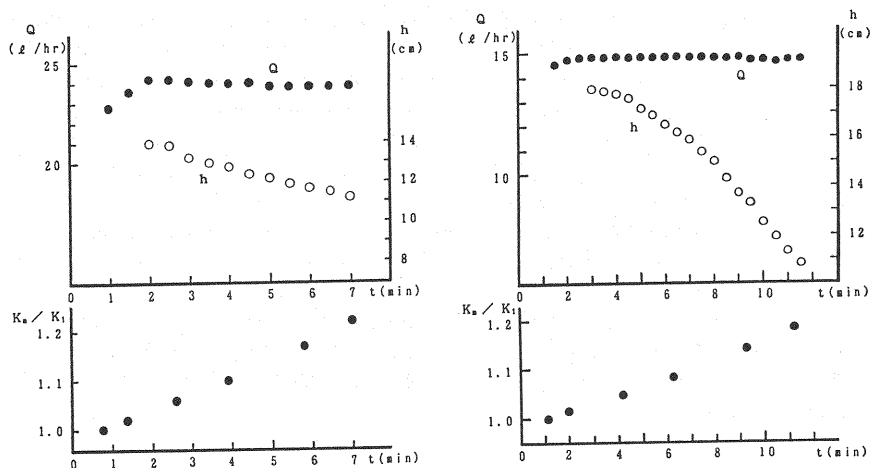 Q
(ℓ/hr)
h
(cm)
25
20
14
12
10
8
Q
h
0 1 2 3 4 5 6 7 t(min)
Km/K1
1.2
1.1
1.0
0 1 2 3 4 5 6 7 t(min)
Q
(ℓ/hr)
h
(cm)
15
10
18
16
14
12
Q
h
0 2 4 6 8 10 t(min)
Km/K1
1.2
1.1
1.0
0 2 4 6 8 10 t(min)